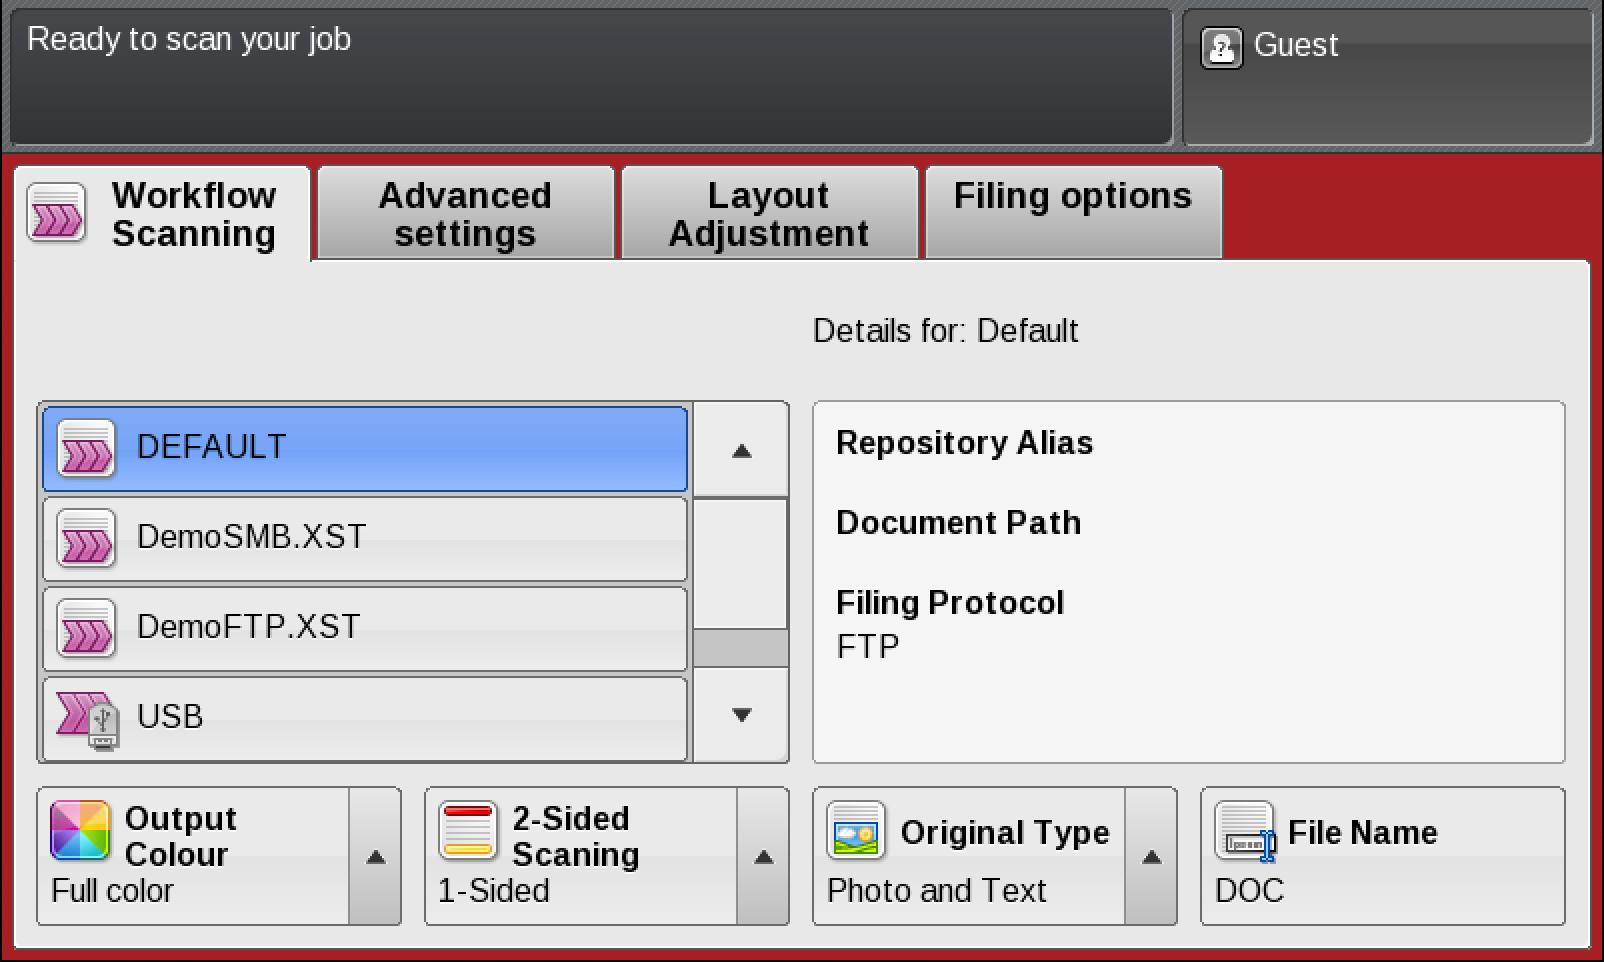 Ready to scan your job
Guest
Workflow
Scanning
Advanced
settings
Layout
Adjustment
Filing options
Details for: Default
DEFAULT
DemoSMB.XST
DemoFTP.XST
USB
Repository Alias
Document Path
Filing Protocol
FTP
Output
Colour
Full color
2-Sided
Scaning
1-Sided
Original Type
Photo and Text
File Name
DOC